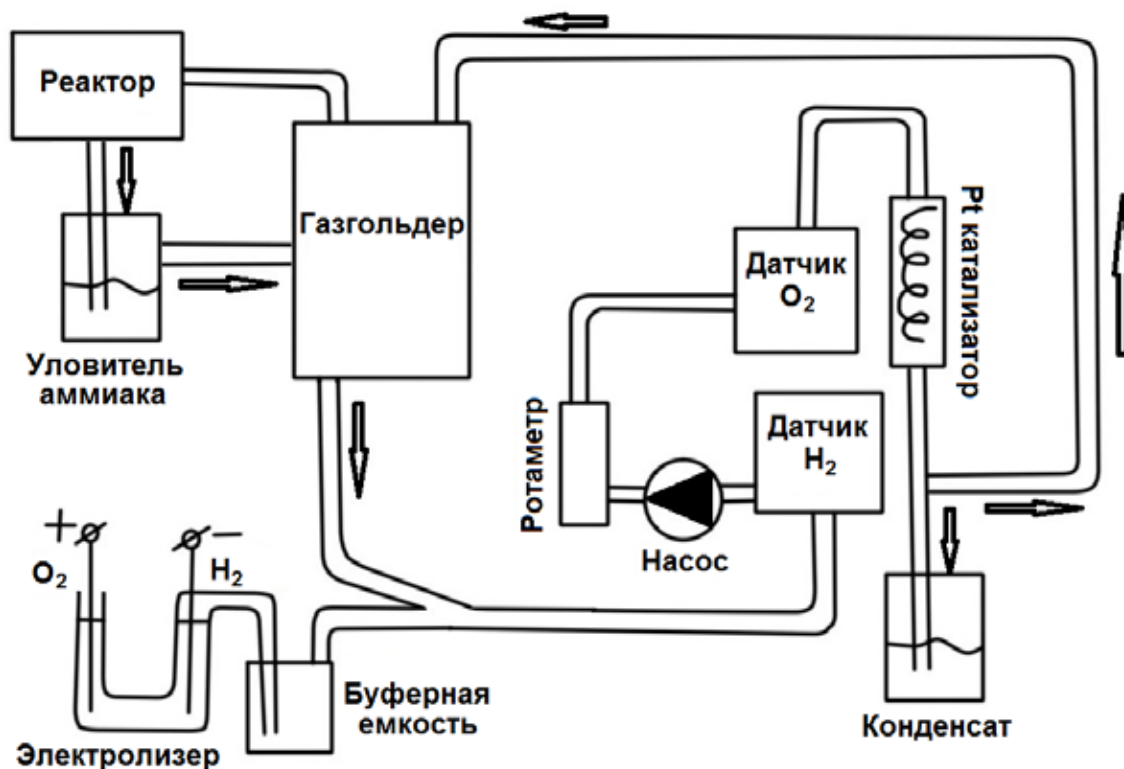 Реактор
Газгольдер
Уловитель
аммиака
Датчик
O₂
Pt катализатор
Ротаметр
Датчик
H₂
Насос
+
−
O₂
H₂
Буферная
емкость
Электролизер
Конденсат